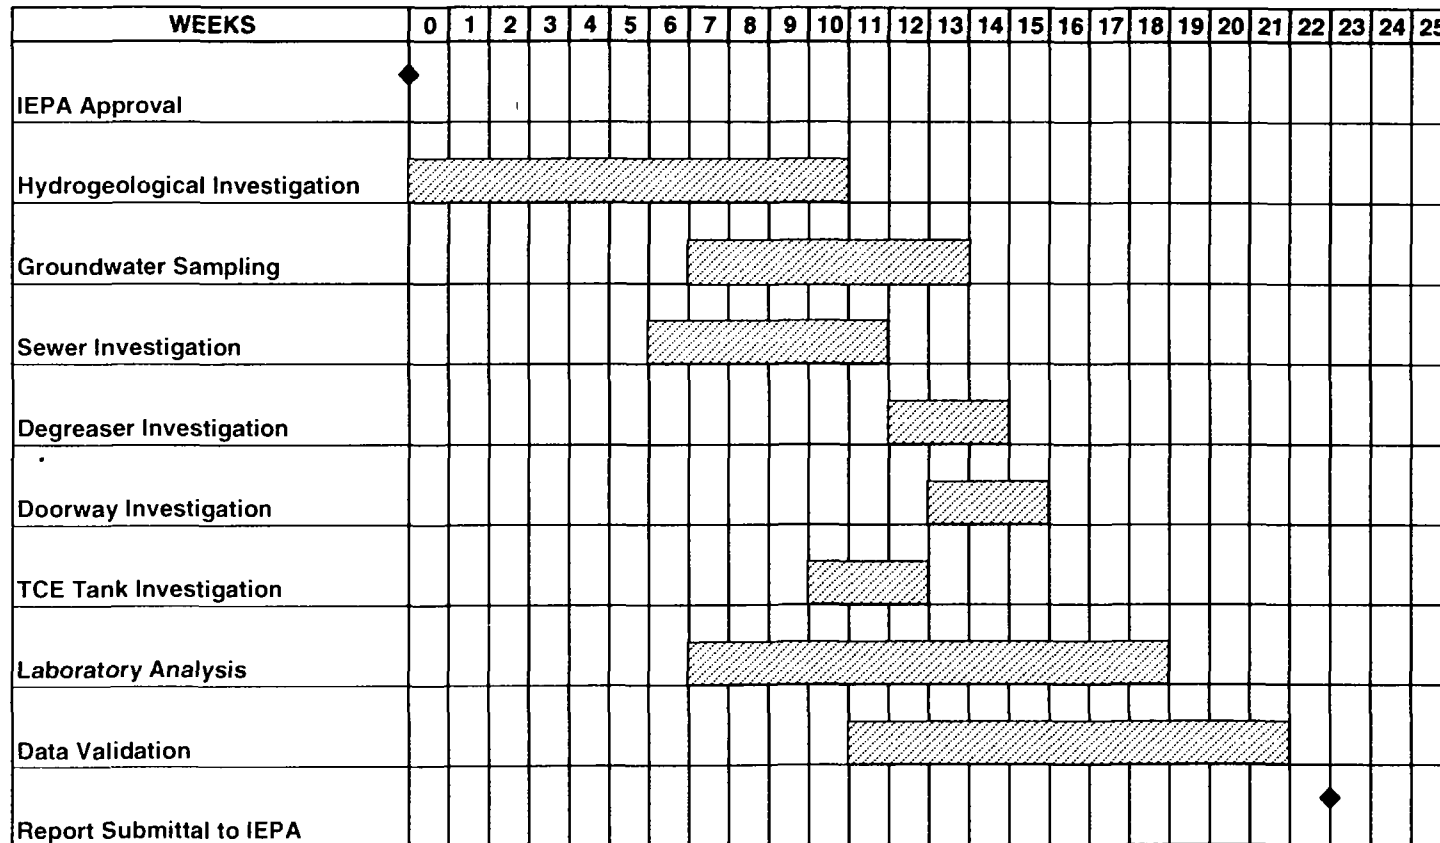 WEEKS 0 1 2 3 4 5 6 7 8 9 10 11 12 13 14 15 16 17 18 19 20 21 22 23 24 25
IEPA Approval
Hydrogeological Investigation
Groundwater Sampling
Sewer Investigation
Degreaser Investigation
Doorway Investigation
TCE Tank Investigation
Laboratory Analysis
Data Validation
Report Submittal to IEPA